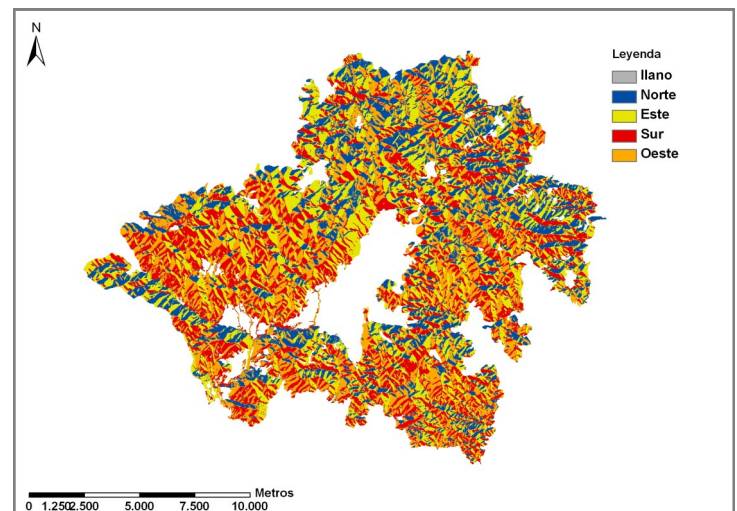 N
Leyenda
llano
Norte
Este
Sur
Oeste
Metros
0 1.250 2.500 5.000 7.500 10.000